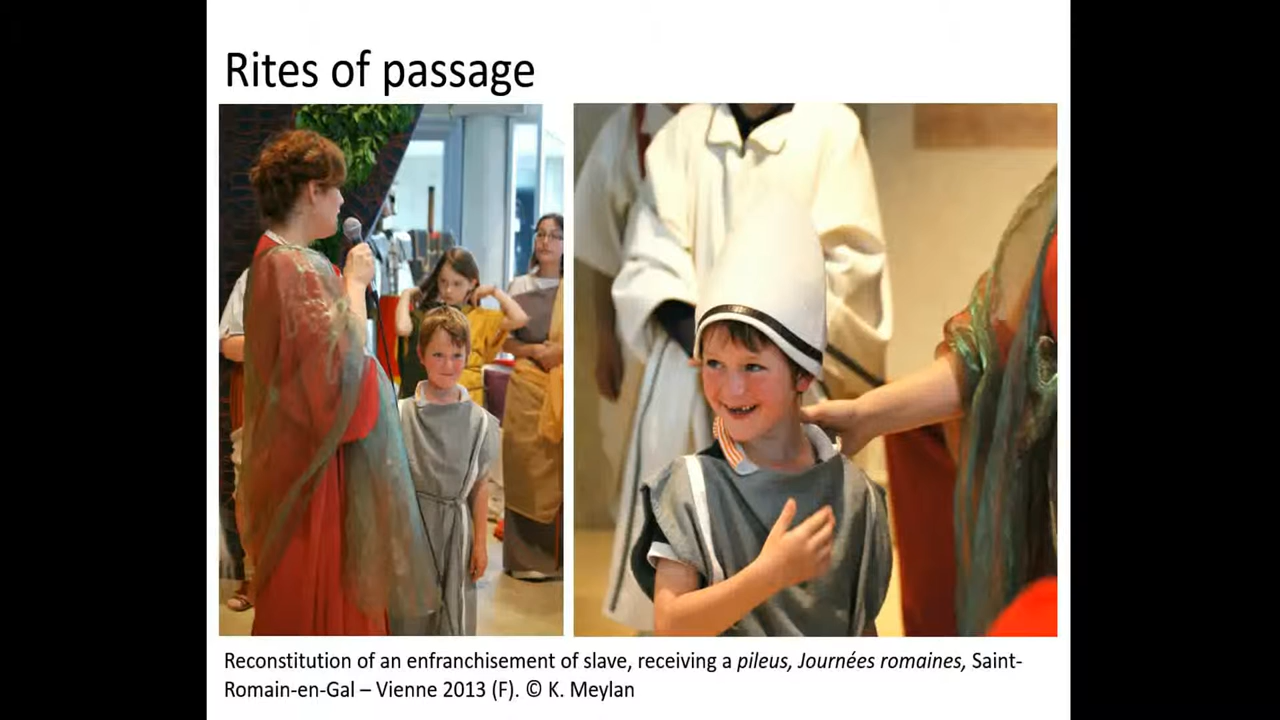 Rites of passage
Reconstitution of an enfranchisement of slave, receiving a pileus, Journées romaines, Saint-
Romain-en-Gal – Vienne 2013 (F). © K. Meylan